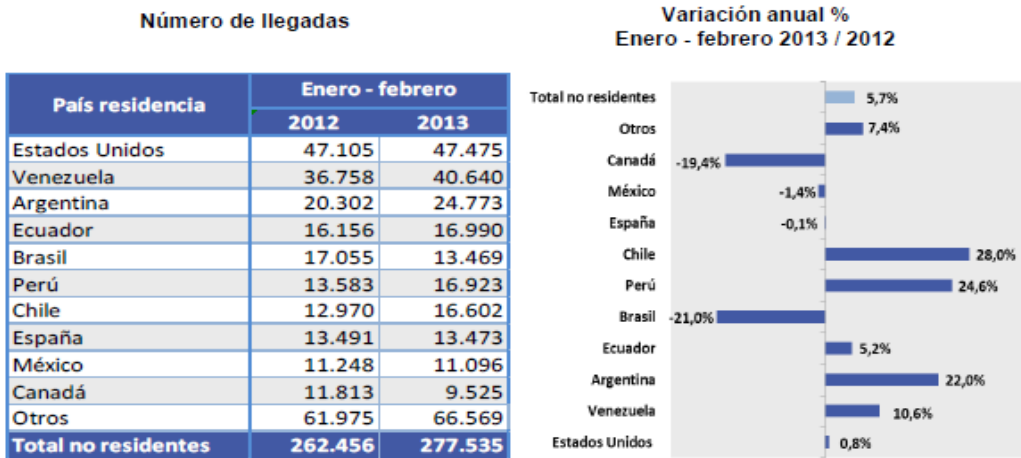 Número de llegadas
País residencia
Enero - febrero
2012 2013
Estados Unidos 47.105 47.475
Venezuela 36.758 40.640
Argentina 20.302 24.773
Ecuador 16.156 16.990
Brasil 17.055 13.469
Perú 13.583 16.923
Chile 12.970 16.602
España 13.491 13.473
México 11.248 11.096
Canadá 11.813 9.525
Otros 61.975 66.569
Total no residentes 262.456 277.535
Variación anual %
Enero - febrero 2013 / 2012
Total no residentes 5,7%
Otros 7,4%
Canadá -19,4%
México -1,4%
España -0,1%
Chile 28,0%
Perú 24,6%
Brasil -21,0%
Ecuador 5,2%
Argentina 22,0%
Venezuela 10,6%
Estados Unidos 0,8%